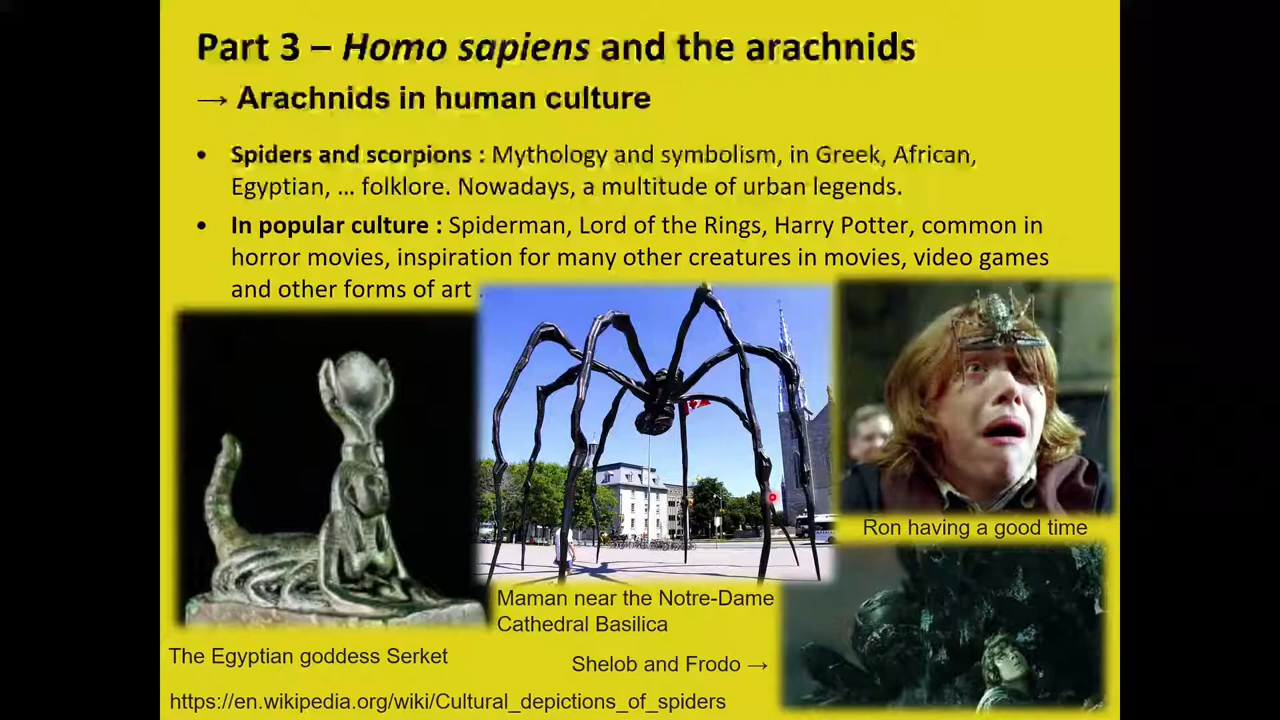 Part 3 – Homo sapiens and the arachnids
→ Arachnids in human culture
• Spiders and scorpions : Mythology and symbolism, in Greek, African,
Egyptian, ... folklore. Nowadays, a multitude of urban legends.
• In popular culture : Spiderman, Lord of the Rings, Harry Potter, common in
horror movies, inspiration for many other creatures in movies, video games
and other forms of art .
Ron having a good time
Maman near the Notre-Dame
Cathedral Basilica
The Egyptian goddess Serket
Shelob and Frodo →
https://en.wikipedia.org/wiki/Cultural_depictions_of_spiders